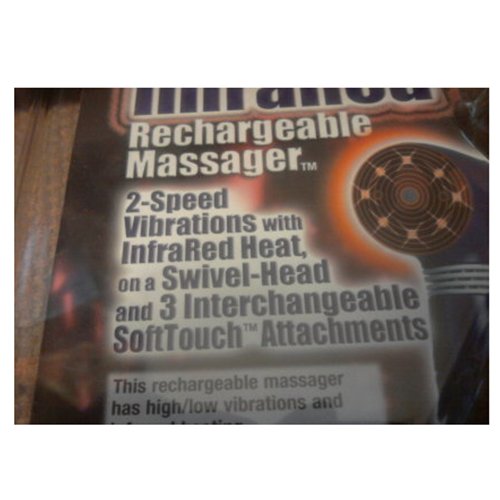 InfraRed
Rechargeable
Massager™
2-Speed
Vibrations with
InfraRed Heat,
on a Swivel-Head
and 3 Interchangeable
SoftTouch™ Attachments
This rechargeable massager
has high/low vibrations and